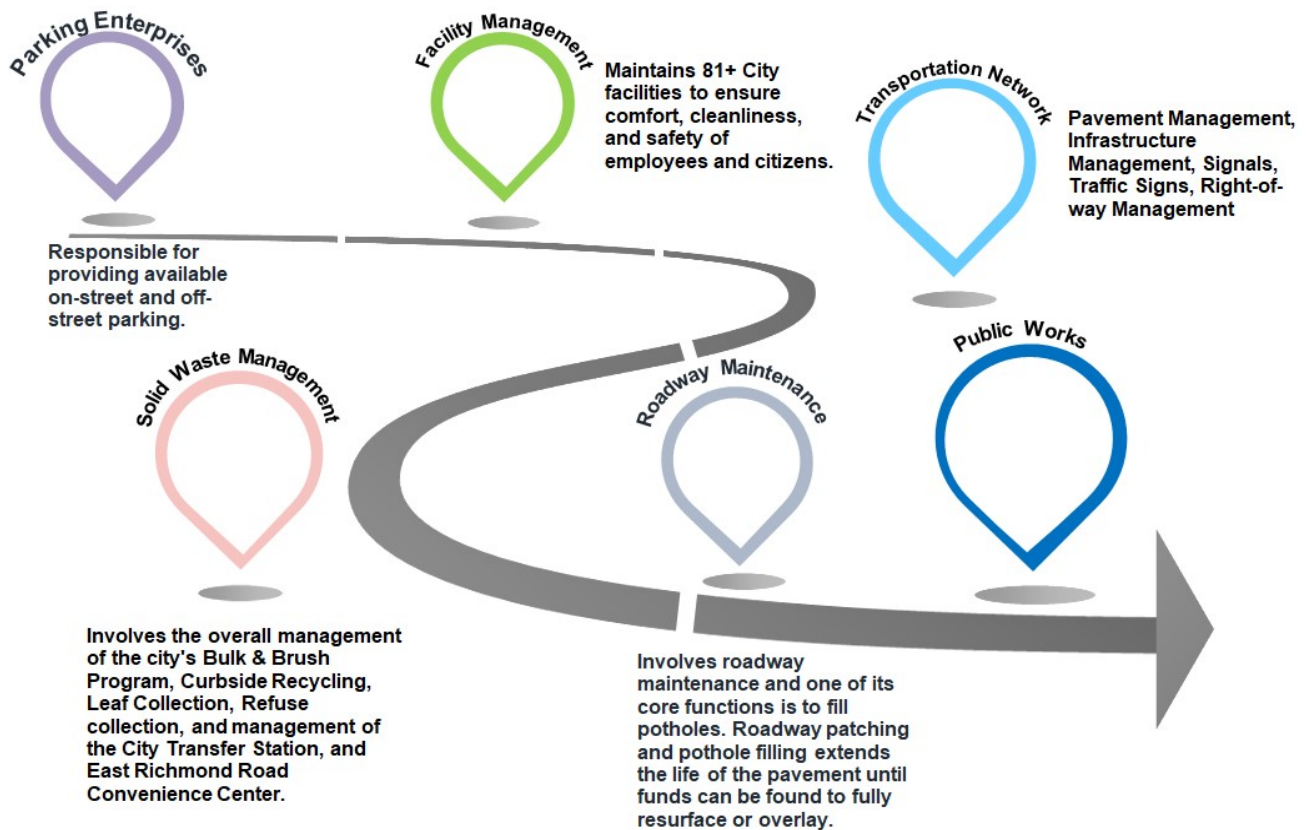 Parking Enterprises
Responsible for
providing available
on-street and off-
street parking.
Facility Management
Maintains 81+ City
facilities to ensure
comfort, cleanliness,
and safety of
employees and citizens.
Transportation Network
Pavement Management,
Infrastructure
Management, Signals,
Traffic Signs, Right-of-
way Management
Solid Waste Management
Involves the overall management
of the city's Bulk & Brush
Program, Curbside Recycling,
Leaf Collection, Refuse
collection, and management of
the City Transfer Station, and
East Richmond Road
Convenience Center.
Roadway Maintenance
Involves roadway
maintenance and one of its
core functions is to fill
potholes. Roadway patching
and pothole filling extends
the life of the pavement until
funds can be found to fully
resurface or overlay.
Public Works